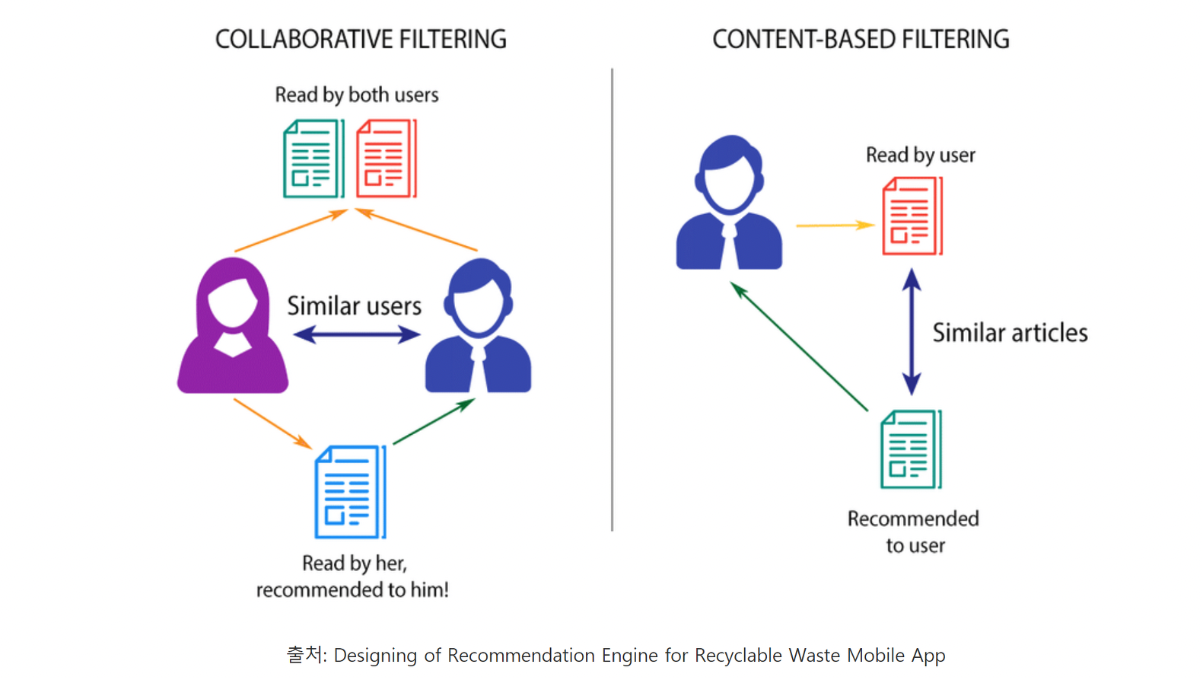 COLLABORATIVE FILTERING
Read by both users
Similar users
Read by her,
recommended to him!
CONTENT-BASED FILTERING
Read by user
Similar articles
Recommended
to user
출처: Designing of Recommendation Engine for Recyclable Waste Mobile App